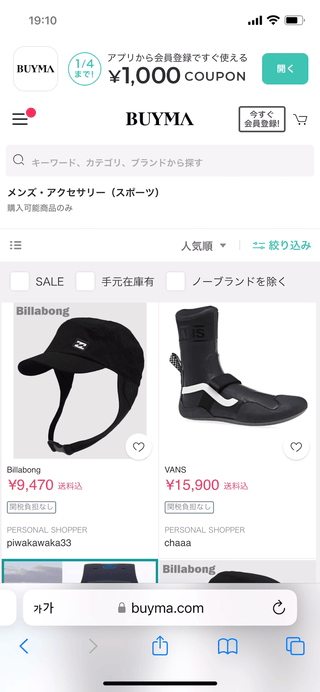 19:10
BUYMA
1/4
まで!
アプリから会員登録ですぐ使える
¥1,000 COUPON
開く
BUYMA
今すぐ
会員登録!
キーワード、カテゴリ、ブランドから探す
メンズ・アクセサリー（スポーツ）
購入可能商品のみ
人気順
絞り込み
SALE
手元在庫有
ノーブランドを除く
Billabong
Billabong
¥9,470 送料込
関税負担なし
PERSONAL SHOPPER
piwakawaka33
VANS
¥15,900 送料込
関税負担なし
PERSONAL SHOPPER
chaaa
Billabong
가가
buyma.com